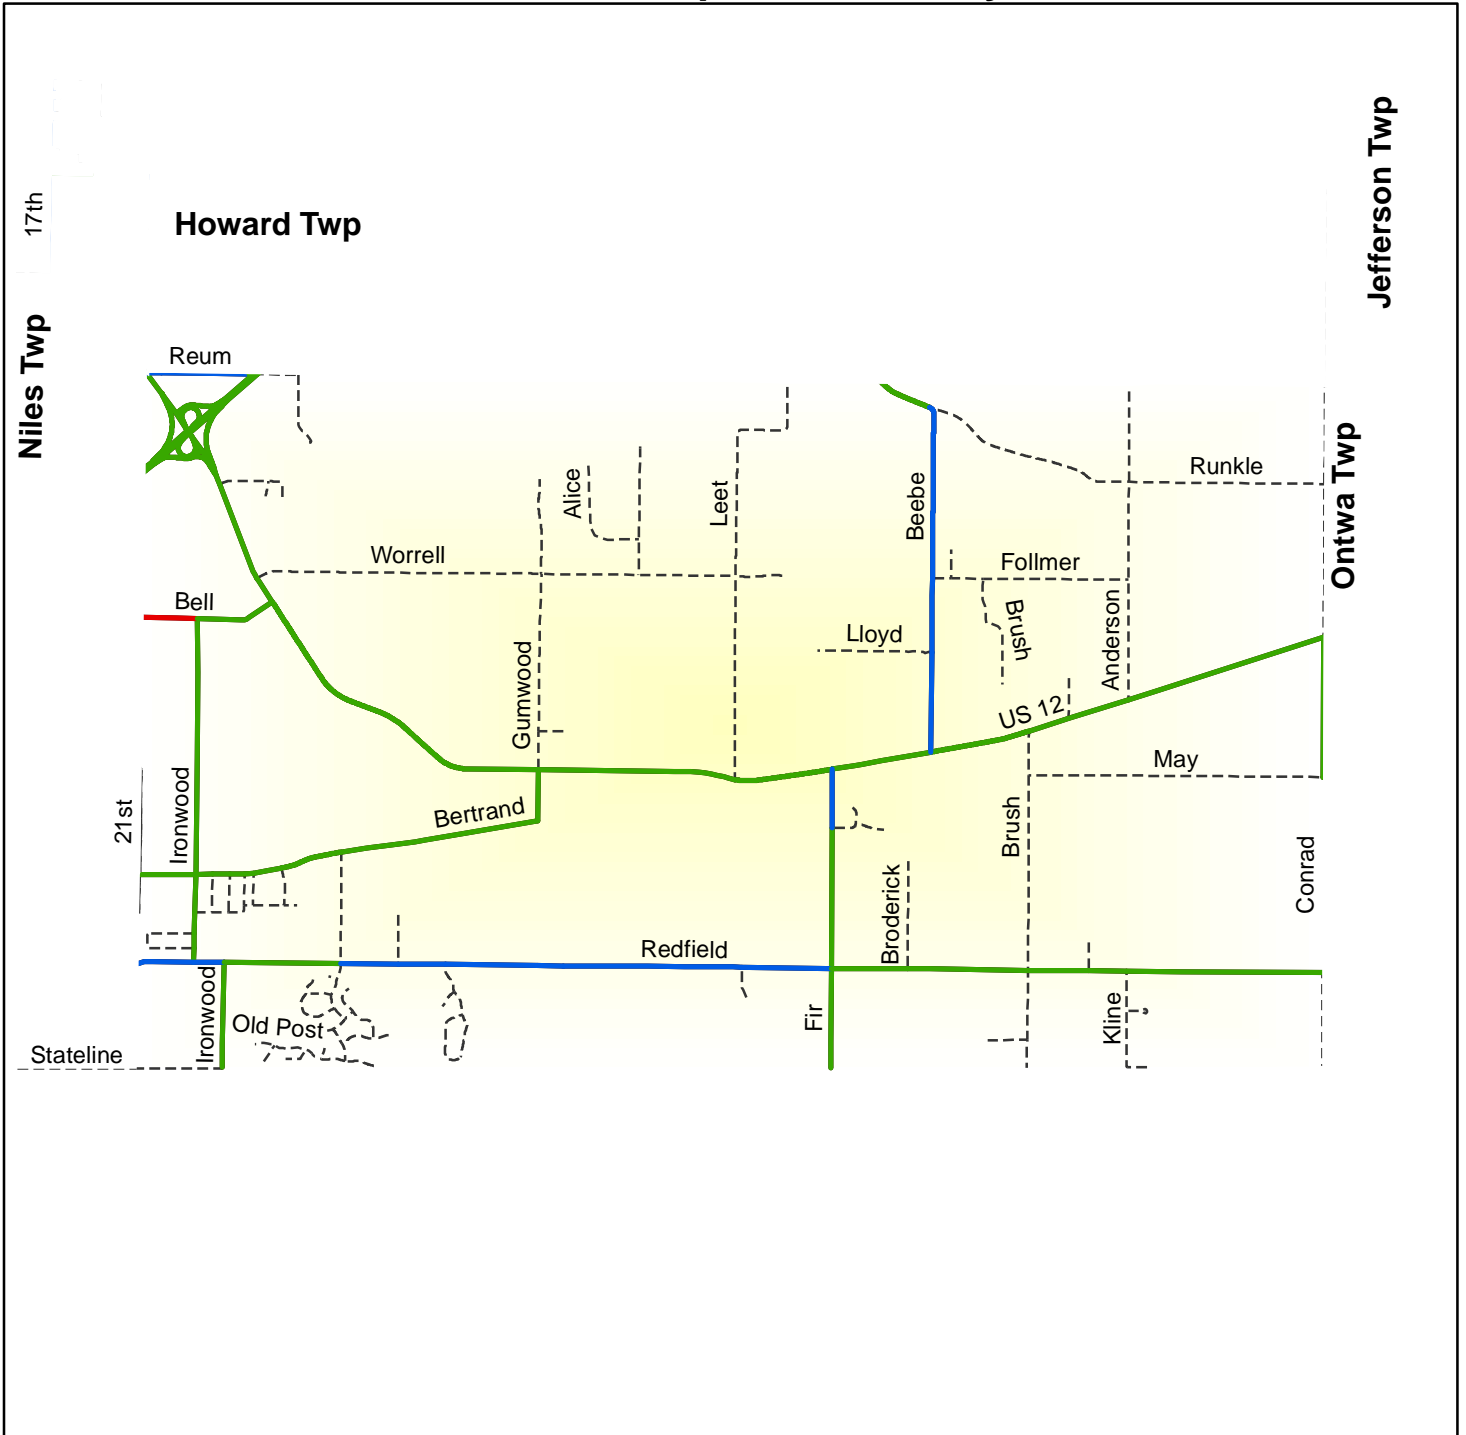 Jefferson Twp
17th
Howard Twp
Niles Twp
Reum
Ontwa Twp
Runkle
Alice
Leet
Beebe
Worrell
Follmer
Bell
Brush
Anderson
Lloyd
Gumwood
US 12
May
Ironwood
21st
Bertrand
Brush
Conrad
Broderick
Redfield
Ironwood
Fir
Kline
Old Post
Stateline